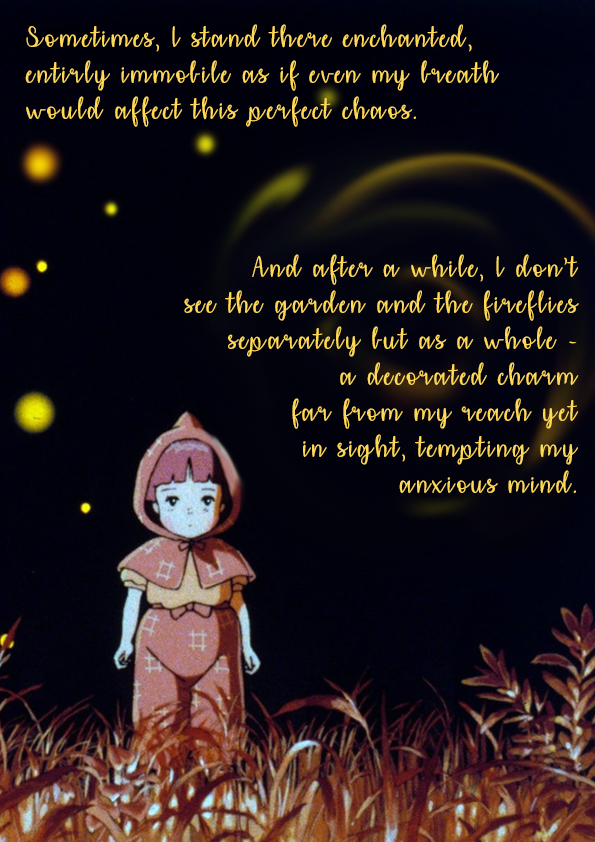 Sometimes, I stand there enchanted,
entirly immobile as if even my breath
would affect this perfect chaos.
And after a while, I don't
see the garden and the fireflies
separately but as a whole -
a decorated charm
far from my reach yet
in sight, tempting my
anxious mind.